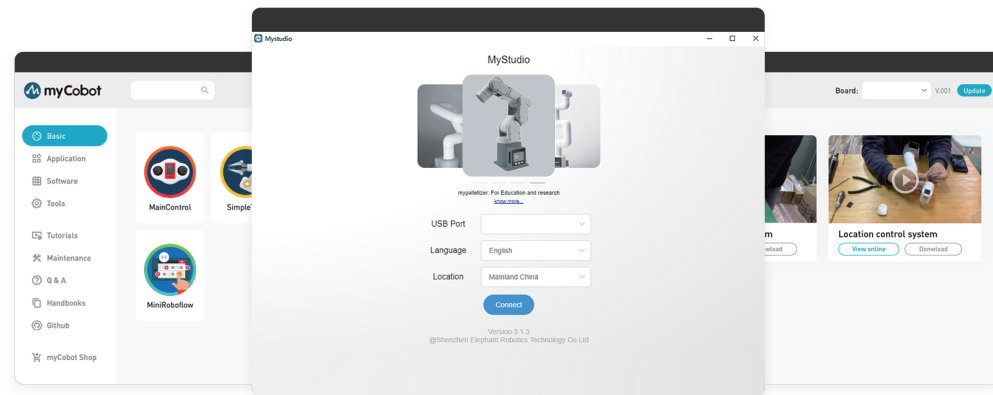 Mystudio
MyStudio
mypalletizer: For Education and research
know more...
USB Port
Language
English
Location
Mainland China
Connect
Version 3.1.3
@Shenzhen Elephant Robotics Technology Co.Ltd
myCobot
Basic
Application
Software
Tools
Tutorials
Maintenance
Q & A
Handbooks
Github
myCobot Shop
MainControl
MiniRoboflow
Board:
V.001
Update
Location control system
View online
Donwload